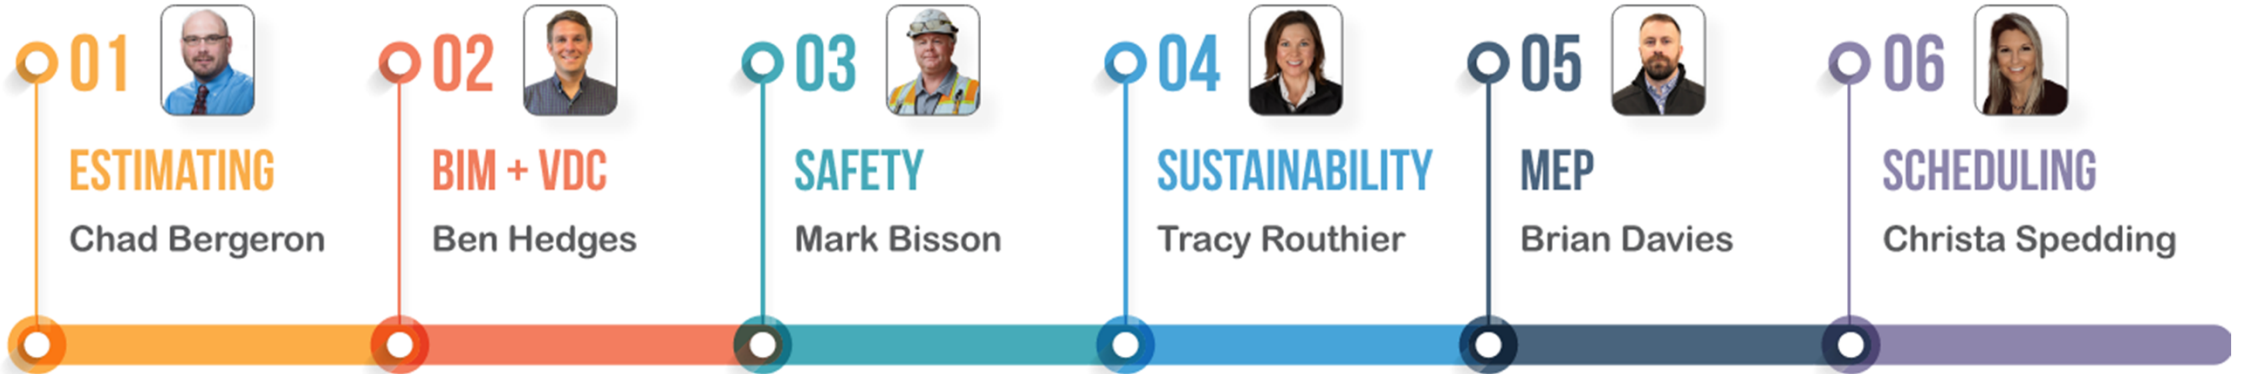 01
ESTIMATING
Chad Bergeron
02
BIM + VDC
Ben Hedges
03
SAFETY
Mark Bisson
04
SUSTAINABILITY
Tracy Routhier
05
MEP
Brian Davies
06
SCHEDULING
Christa Spedding